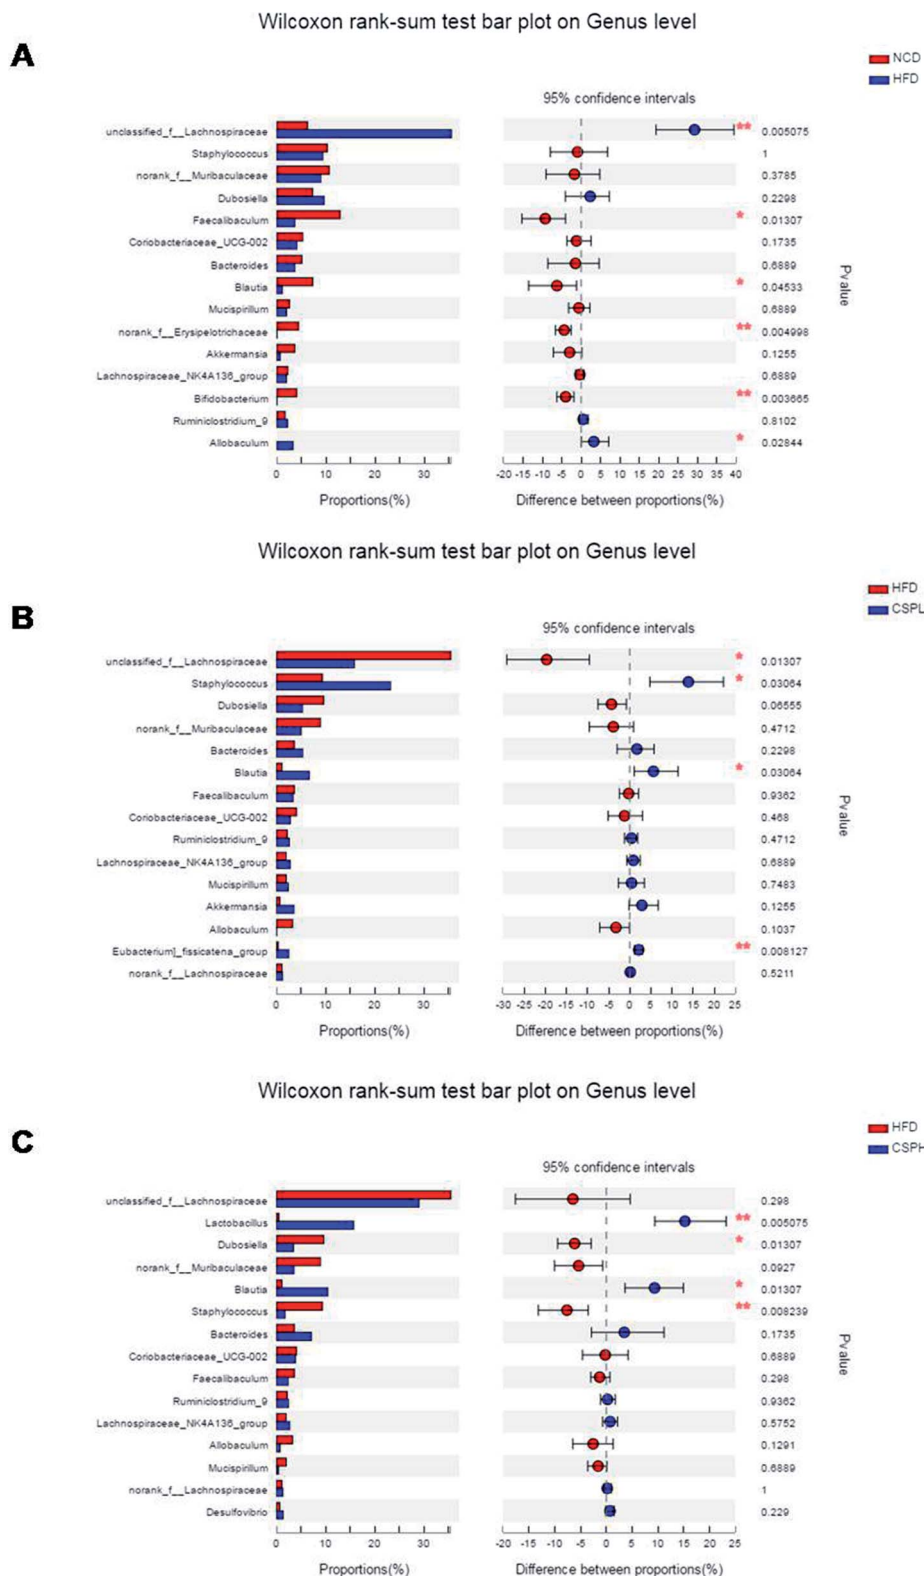 Wilcoxon rank-sum test bar plot on Genus level
A
NCD
HFD
95% confidence intervals
unclassified_f__Lachnospiraceae ** 0.005075
Staphylococcus 1
norank_f__Muribaculaceae 0.3785
Dubosiella 0.2298
Faecalibaculum * 0.01307
Coriobacteriaceae_UCG-002 0.1735
Bacteroides 0.6889
Blautia * 0.04533
Mucispirillum 0.6889
norank_f__Erysipelotrichaceae ** 0.004998
Akkermansia 0.1255
Lachnospiraceae_NK4A136_group 0.6889
Bifidobacterium ** 0.003665
Ruminiclostridium_9 0.8102
Allobaculum * 0.02844
Pvalue
0 10 20 30 -20 -15 -10 -5 0 5 10 15 20 25 30 35 40
Proportions(%) Difference between proportions(%)
Wilcoxon rank-sum test bar plot on Genus level
B
HFD
CSPL
95% confidence intervals
unclassified_f__Lachnospiraceae * 0.01307
Staphylococcus * 0.03064
Dubosiella 0.06555
norank_f__Muribaculaceae 0.4712
Bacteroides 0.2298
Blautia * 0.03064
Faecalibaculum 0.9362
Coriobacteriaceae_UCG-002 0.468
Ruminiclostridium_9 0.4712
Lachnospiraceae_NK4A136_group 0.6889
Mucispirillum 0.7483
Akkermansia 0.1255
Allobaculum 0.1037
Eubacterium]_fissicatena_group ** 0.008127
norank_f__Lachnospiraceae 0.5211
Pvalue
0 10 20 30 -30 -25 -20 -15 -10 -5 0 5 10 15 20 25
Proportions(%) Difference between proportions(%)
Wilcoxon rank-sum test bar plot on Genus level
C
HFD
CSPH
95% confidence intervals
unclassified_f__Lachnospiraceae 0.298
Lactobacillus ** 0.005075
Dubosiella * 0.01307
norank_f__Muribaculaceae 0.0927
Blautia * 0.01307
Staphylococcus ** 0.008239
Bacteroides 0.1735
Coriobacteriaceae_UCG-002 0.6889
Faecalibaculum 0.298
Ruminiclostridium_9 0.9362
Lachnospiraceae_NK4A136_group 0.5752
Allobaculum 0.1291
Mucispirillum 0.6889
norank_f__Lachnospiraceae 1
Desulfovibrio 0.229
Pvalue
0 10 20 30 -20 -15 -10 -5 0 5 10 15 20 25
Proportions(%) Difference between proportions(%)